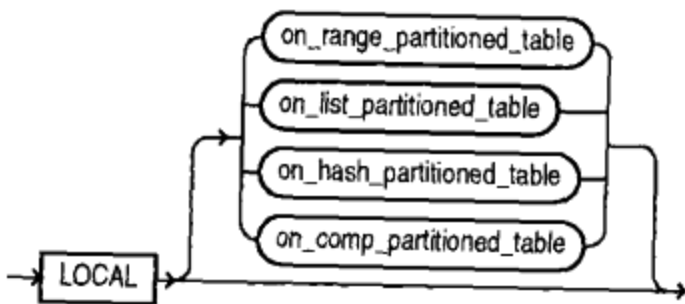 on_range_partitioned_table
on_list_partitioned_table
on_hash_partitioned_table
on_comp_partitioned_table
LOCAL